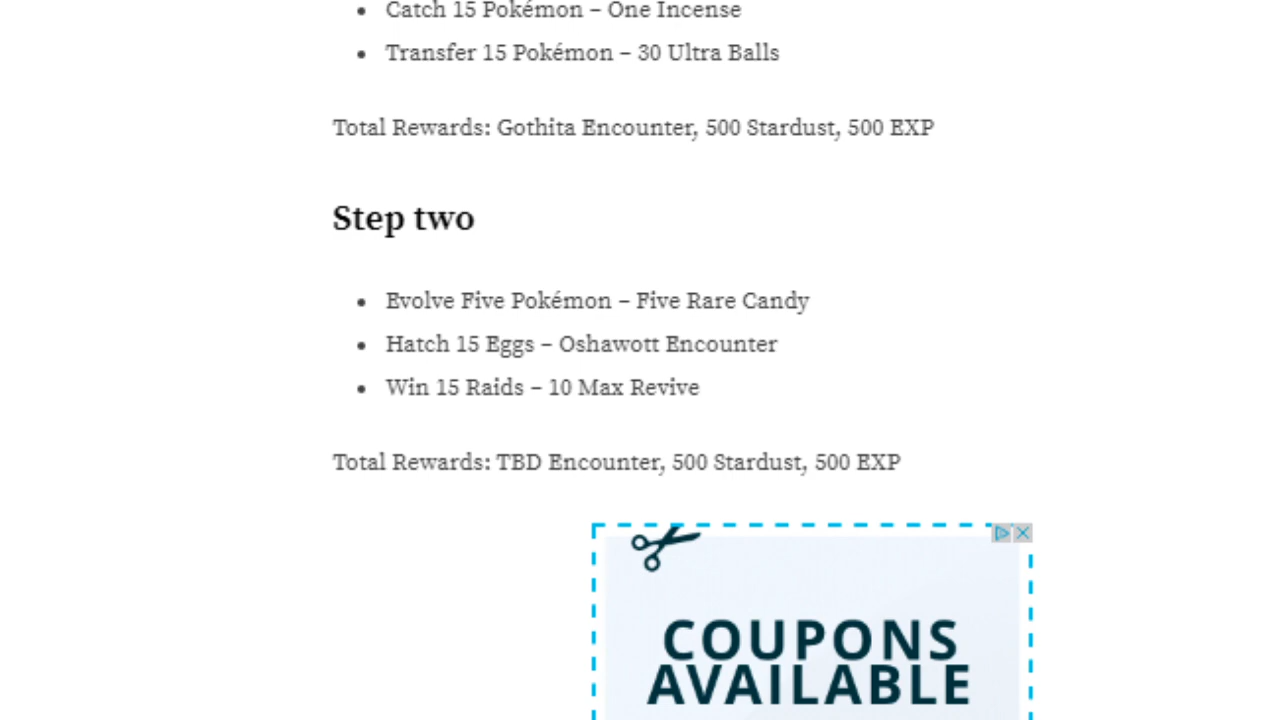 Catch 15 Pokémon – One Incense
Transfer 15 Pokémon – 30 Ultra Balls
Total Rewards: Gothita Encounter, 500 Stardust, 500 EXP
Step two
Evolve Five Pokémon – Five Rare Candy
Hatch 15 Eggs – Oshawott Encounter
Win 15 Raids – 10 Max Revive
Total Rewards: TBD Encounter, 500 Stardust, 500 EXP
COUPONS
AVAILABLE